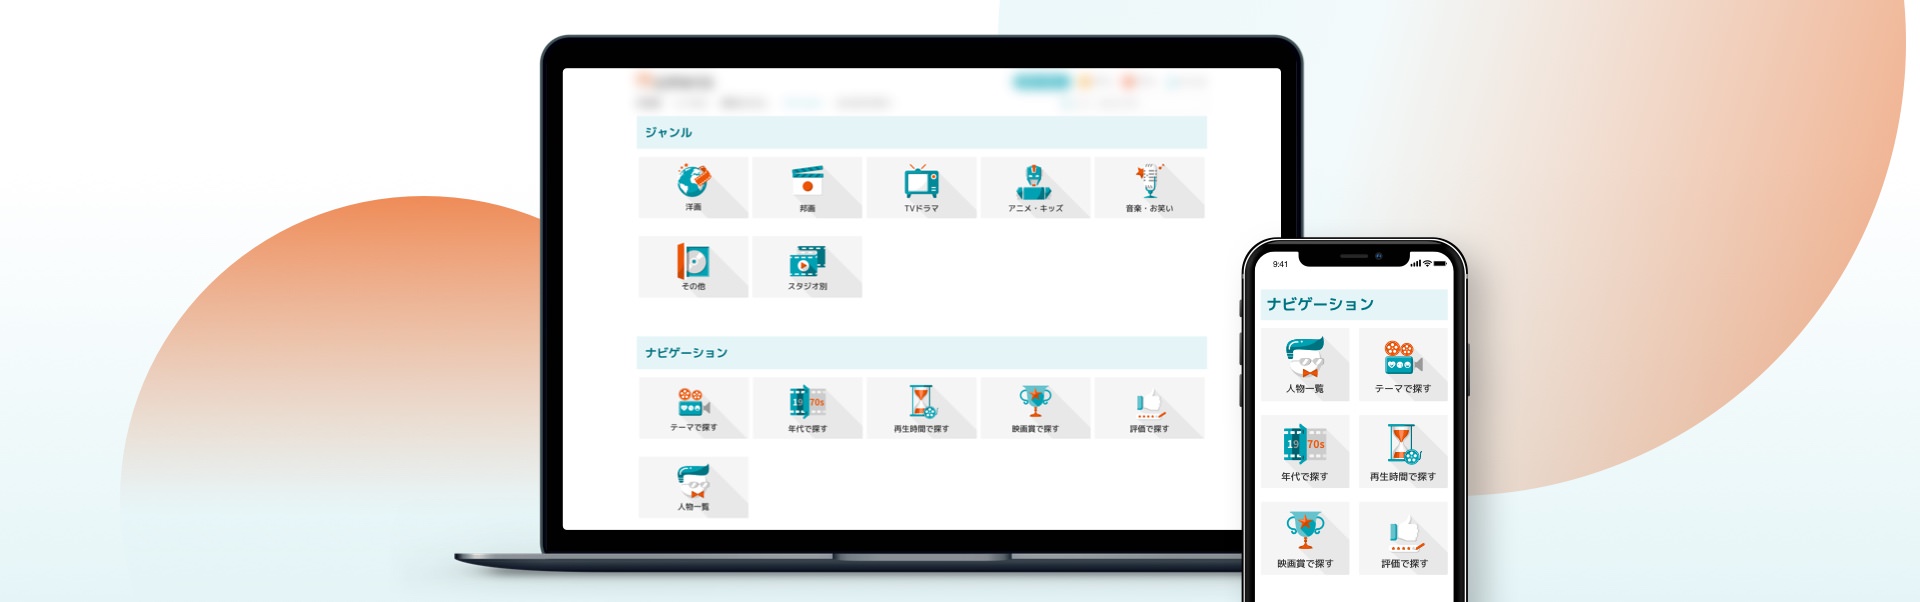 ジャンル
洋画
邦画
TVドラマ
アニメ・キッズ
音楽・お笑い
その他
スタジオ別
ナビゲーション
テーマで探す
1970s
年代で探す
再生時間で探す
映画賞で探す
評価で探す
人物一覧
9:41
ナビゲーション
人物一覧
テーマで探す
1970s
年代で探す
再生時間で探す
映画賞で探す
評価で探す